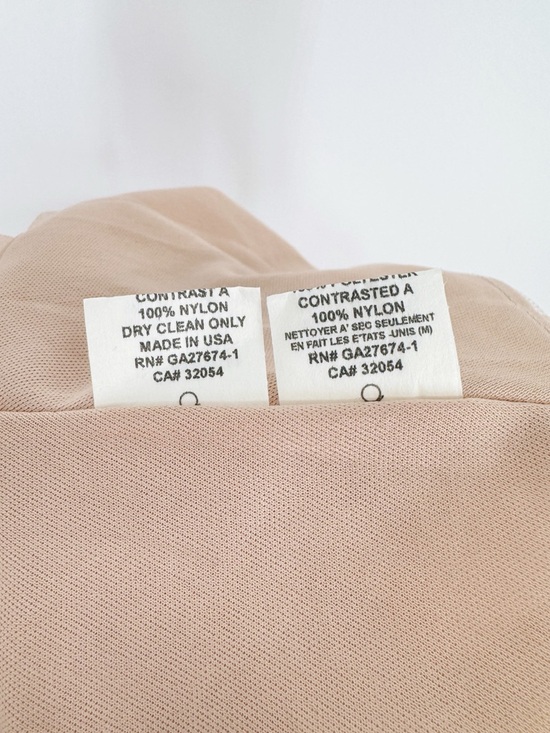 CONTRAST A
100% NYLON
DRY CLEAN ONLY
MADE IN USA
RN# GA27674-1
CA# 32054
POLYESTER
CONTRASTED A
100% NYLON
NETTOYER A' SEC SEULEMENT
EN FAIT LES E'TATS -UNIS (M)
RN# GA27674-1
CA# 32054